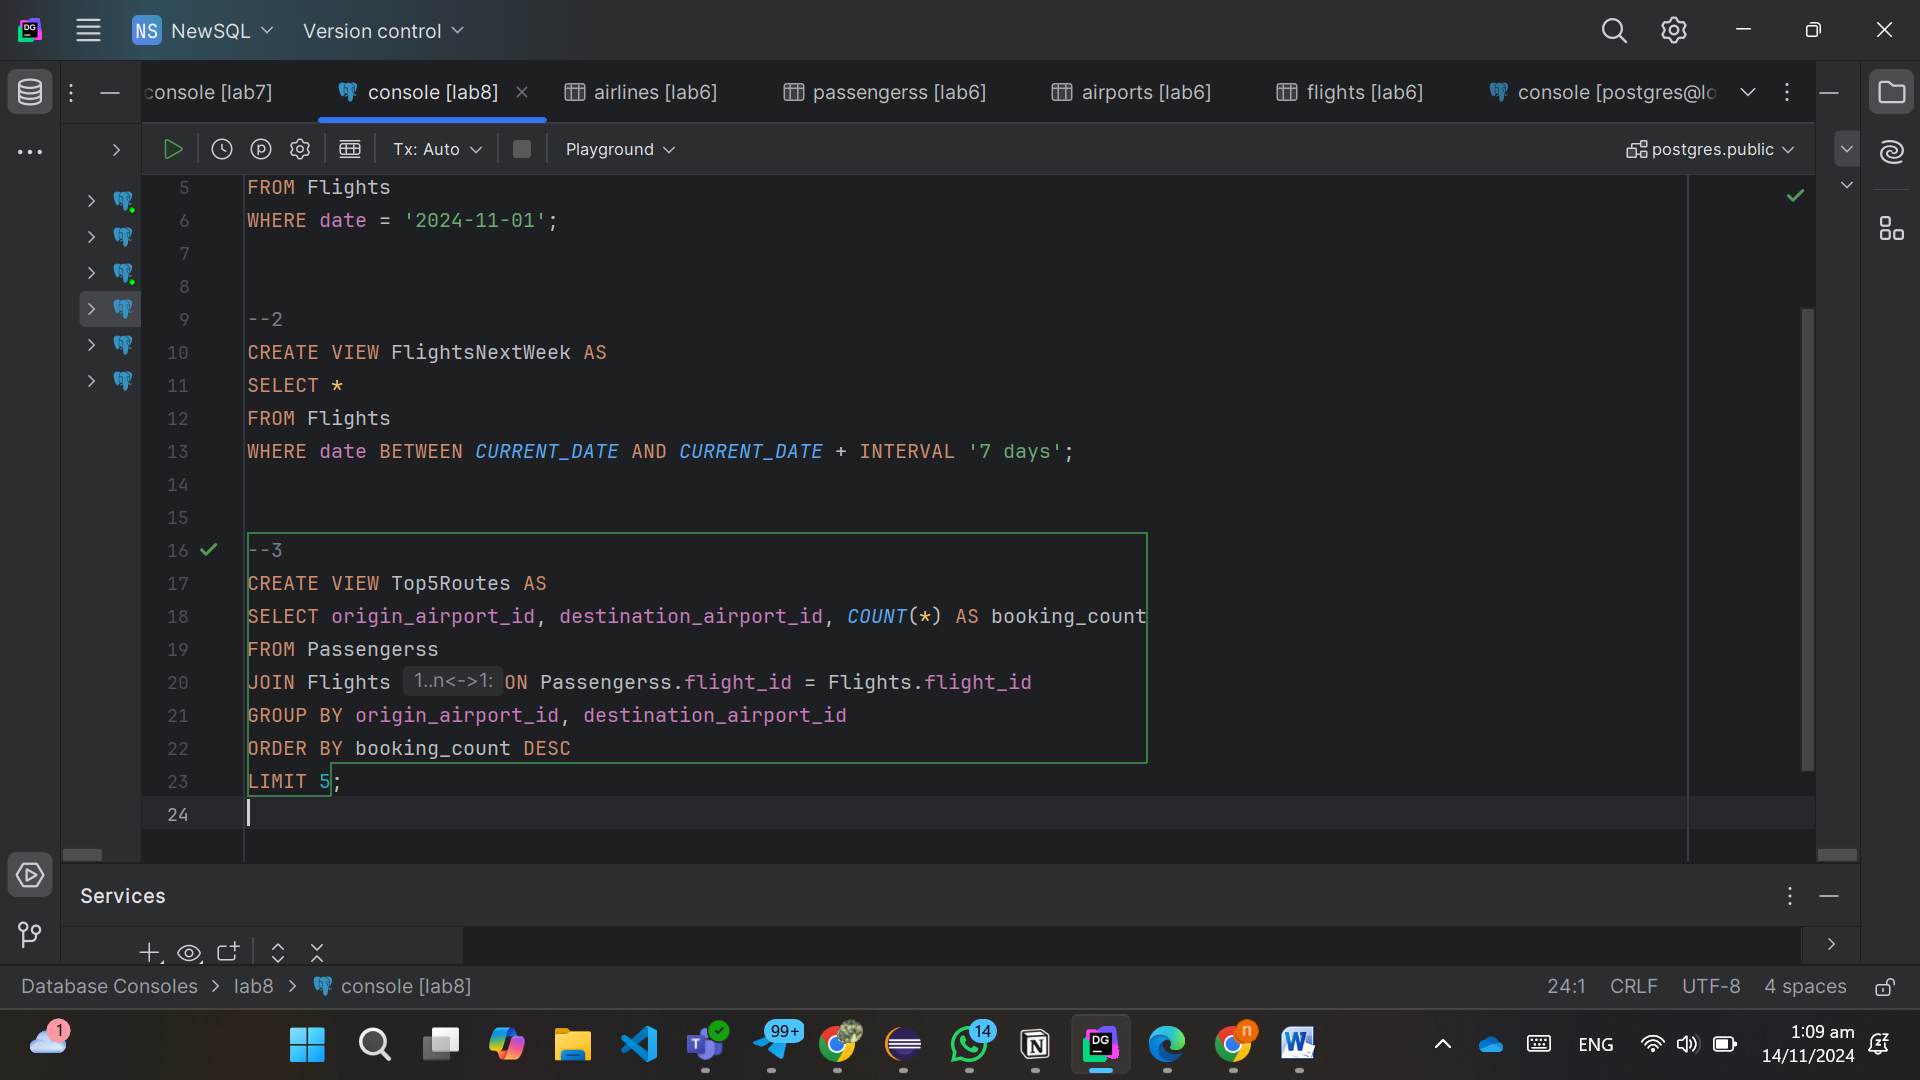 DG
NS NewSQL Version control
console [lab7] console [lab8] airlines [lab6] passengerss [lab6] airports [lab6] flights [lab6] console [postgres@lo
Tx: Auto Playground postgres.public
5 FROM Flights
6 WHERE date = '2024-11-01';
7
8
9 --2
10 CREATE VIEW FlightsNextWeek AS
11 SELECT *
12 FROM Flights
13 WHERE date BETWEEN CURRENT_DATE AND CURRENT_DATE + INTERVAL '7 days';
14
15
16 --3
17 CREATE VIEW Top5Routes AS
18 SELECT origin_airport_id, destination_airport_id, COUNT(*) AS booking_count
19 FROM Passengerss
20 JOIN Flights 1..n<->1: ON Passengerss.flight_id = Flights.flight_id
21 GROUP BY origin_airport_id, destination_airport_id
22 ORDER BY booking_count DESC
23 LIMIT 5;
24
Services
Database Consoles > lab8 > console [lab8] 24:1 CRLF UTF-8 4 spaces
1 99+ 14 DG ENG 1:09 am
14/11/2024